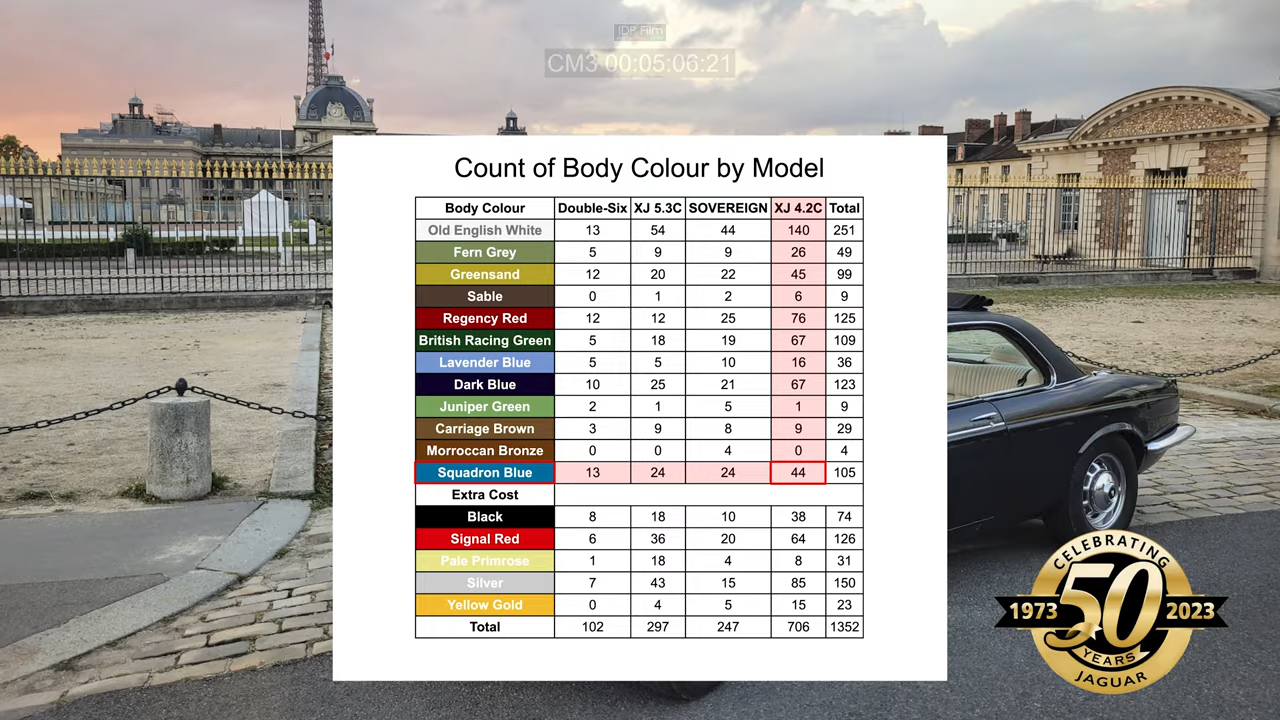 IDP Film
CM3 00:05:06:21
Count of Body Colour by Model
Body Colour Double-Six XJ 5.3C SOVEREIGN XJ 4.2C Total
Old English White 13 54 44 140 251
Fern Grey 5 9 9 26 49
Greensand 12 20 22 45 99
Sable 0 1 2 6 9
Regency Red 12 12 25 76 125
British Racing Green 5 18 19 67 109
Lavender Blue 5 5 10 16 36
Dark Blue 10 25 21 67 123
Juniper Green 2 1 5 1 9
Carriage Brown 3 9 8 9 29
Morroccan Bronze 0 0 4 0 4
Squadron Blue 13 24 24 44 105
Extra Cost
Black 8 18 10 38 74
Signal Red 6 36 20 64 126
Pale Primrose 1 18 4 8 31
Silver 7 43 15 85 150
Yellow Gold 0 4 5 15 23
Total 102 297 247 706 1352
CELEBRATING
1973 50 2023
YEARS
JAGUAR